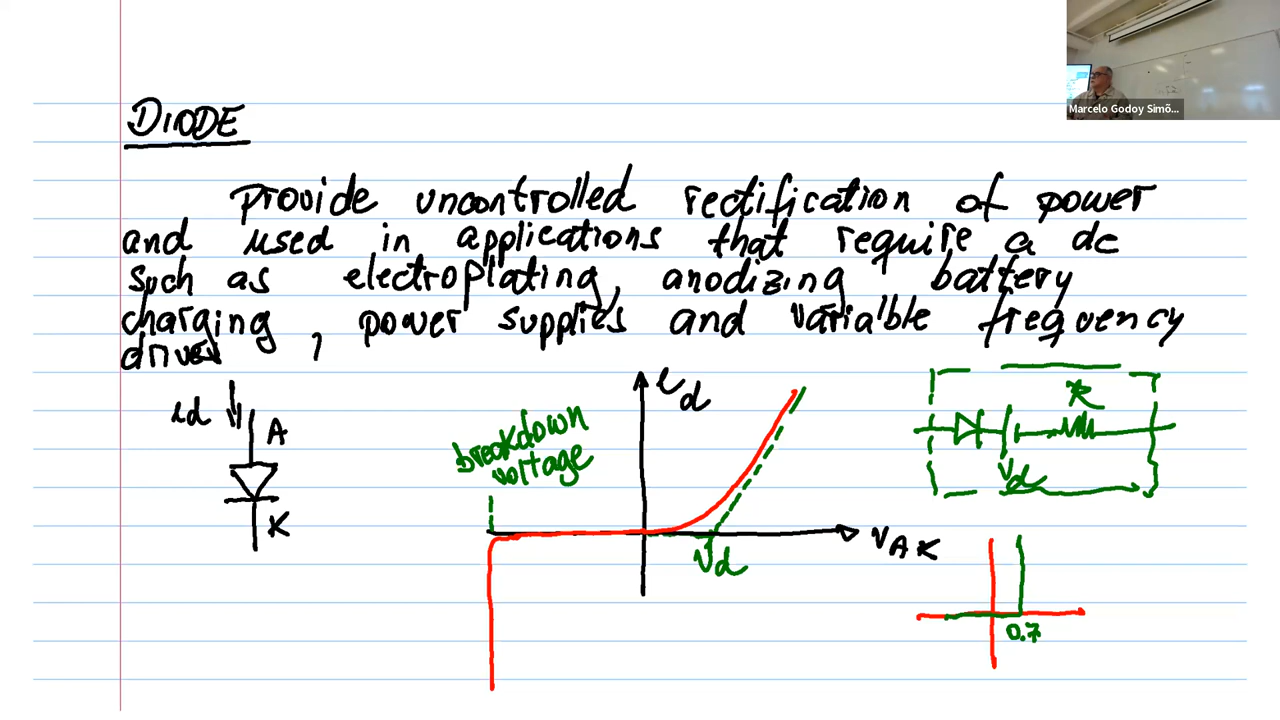 Marcelo Godoy Simõ...
DIODE
Provide uncontrolled rectification of power
and used in applications that require a dc
such as electroplating, anodizing battery
charging, power supplies and variable frequency
drives
id
A
K
breakdown
voltage
id
Vd
VAK
R
Vd
0.7